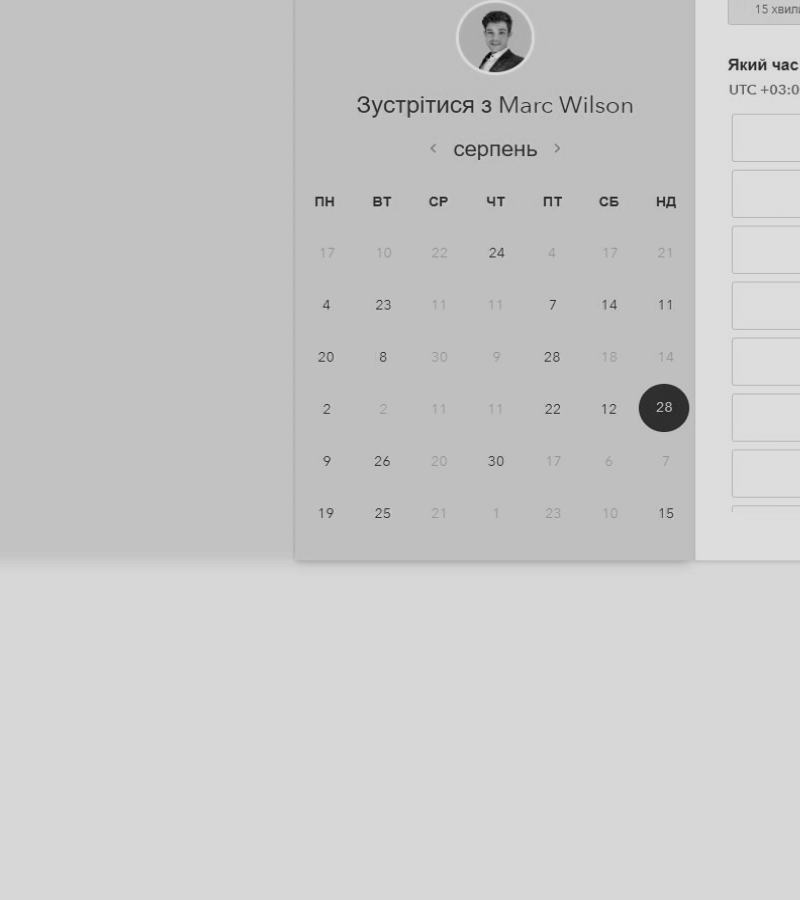 15 хвили
Зустрітися з Marc Wilson
Який час
UTC +03:0
серпень
ПН ВТ СР ЧТ ПТ СБ НД
17 10 22 24 4 17 21
4 23 11 11 7 14 11
20 8 30 9 28 18 14
2 2 11 11 22 12 28
9 26 20 30 17 6 7
19 25 21 1 23 10 15